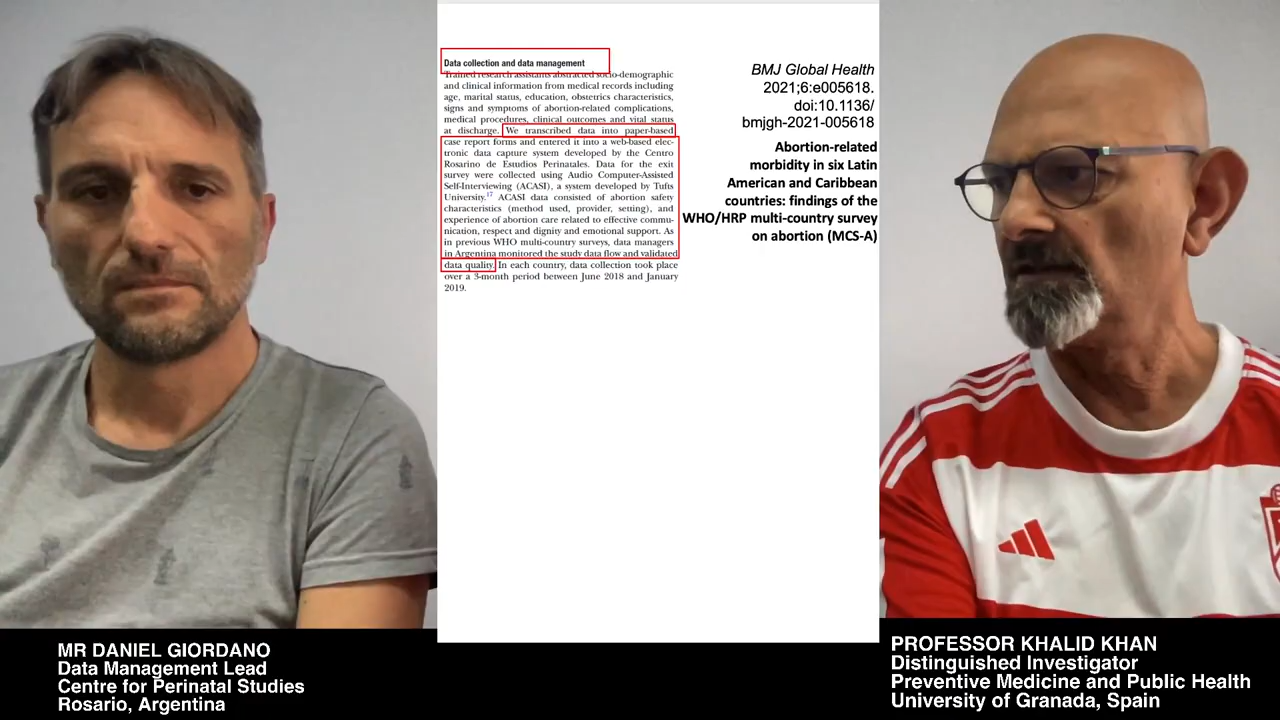 Data collection and data management
Trained research assistants abstracted socio-demographic
and clinical information from medical records including
age, marital status, education, obstetrics characteristics,
signs and symptoms of abortion-related complications,
medical procedures, clinical outcomes and vital status
at discharge. We transcribed data into paper-based
case report forms and entered it into a web-based elec-
tronic data capture system developed by the Centro
Rosarino de Estudios Perinatales. Data for the exit
survey were collected using Audio Computer-Assisted
Self-Interviewing (ACASI), a system developed by Tufts
University.17 ACASI data consisted of abortion safety
characteristics (method used, provider, setting), and
experience of abortion care related to effective commu-
nication, respect and dignity and emotional support. As
in previous WHO multi-country surveys, data managers
in Argentina monitored the study data flow and validated
data quality. In each country, data collection took place
over a 3-month period between June 2018 and January
2019.
BMJ Global Health
2021;6:e005618.
doi:10.1136/
bmjgh-2021-005618
Abortion-related
morbidity in six Latin
American and Caribbean
countries: findings of the
WHO/HRP multi-country survey
on abortion (MCS-A)
MR DANIEL GIORDANO
Data Management Lead
Centre for Perinatal Studies
Rosario, Argentina
PROFESSOR KHALID KHAN
Distinguished Investigator
Preventive Medicine and Public Health
University of Granada, Spain